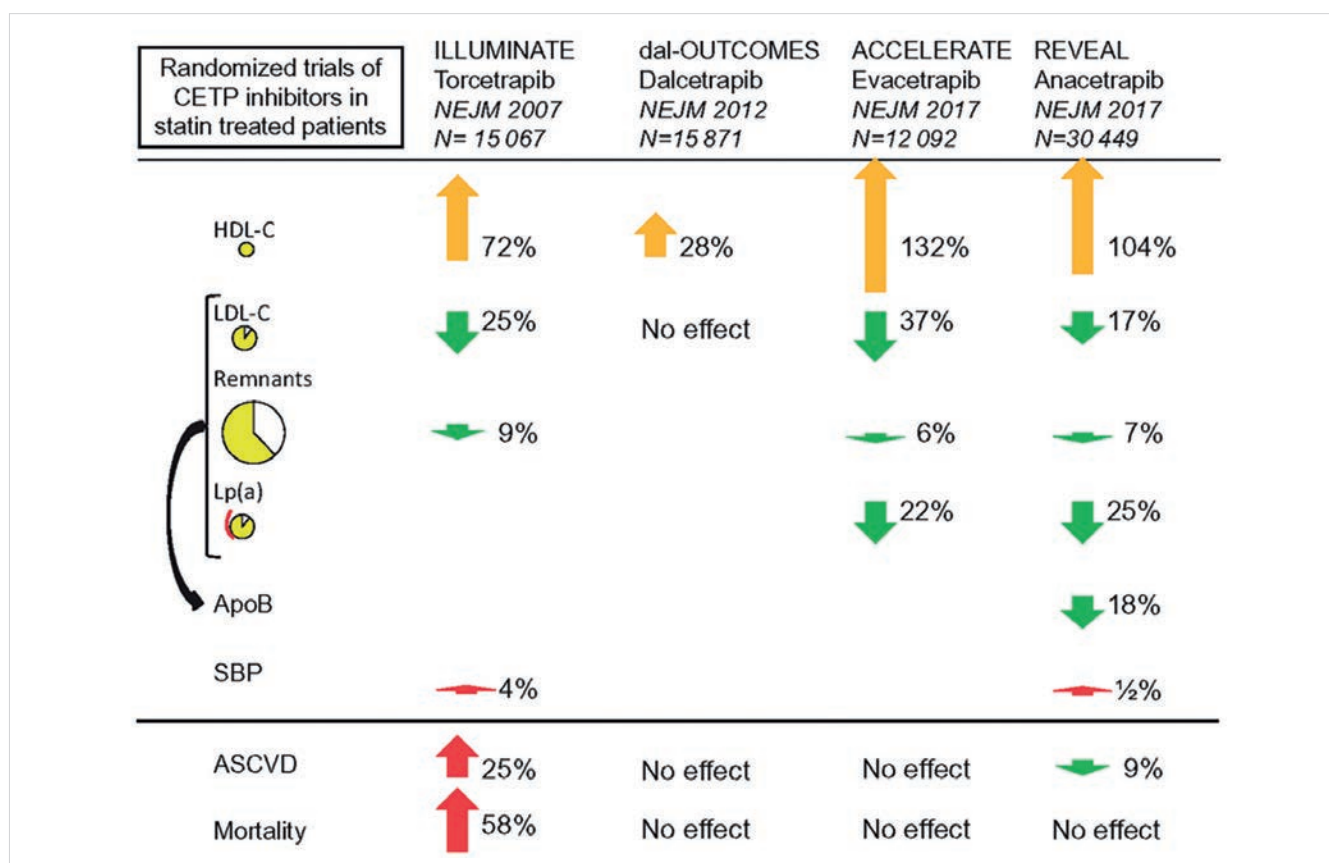 Randomized trials of
CETP inhibitors in
statin treated patients
ILLUMINATE
Torcetrapib
NEJM 2007
N= 15 067
dal-OUTCOMES
Dalcetrapib
NEJM 2012
N=15 871
ACCELERATE
Evacetrapib
NEJM 2017
N=12 092
REVEAL
Anacetrapib
NEJM 2017
N=30 449
HDL-C 72% 28% 132% 104%
LDL-C 25% No effect 37% 17%
Remnants 9% 6% 7%
Lp(a) 22% 25%
ApoB 18%
SBP 4% ½%
ASCVD 25% No effect No effect 9%
Mortality 58% No effect No effect No effect